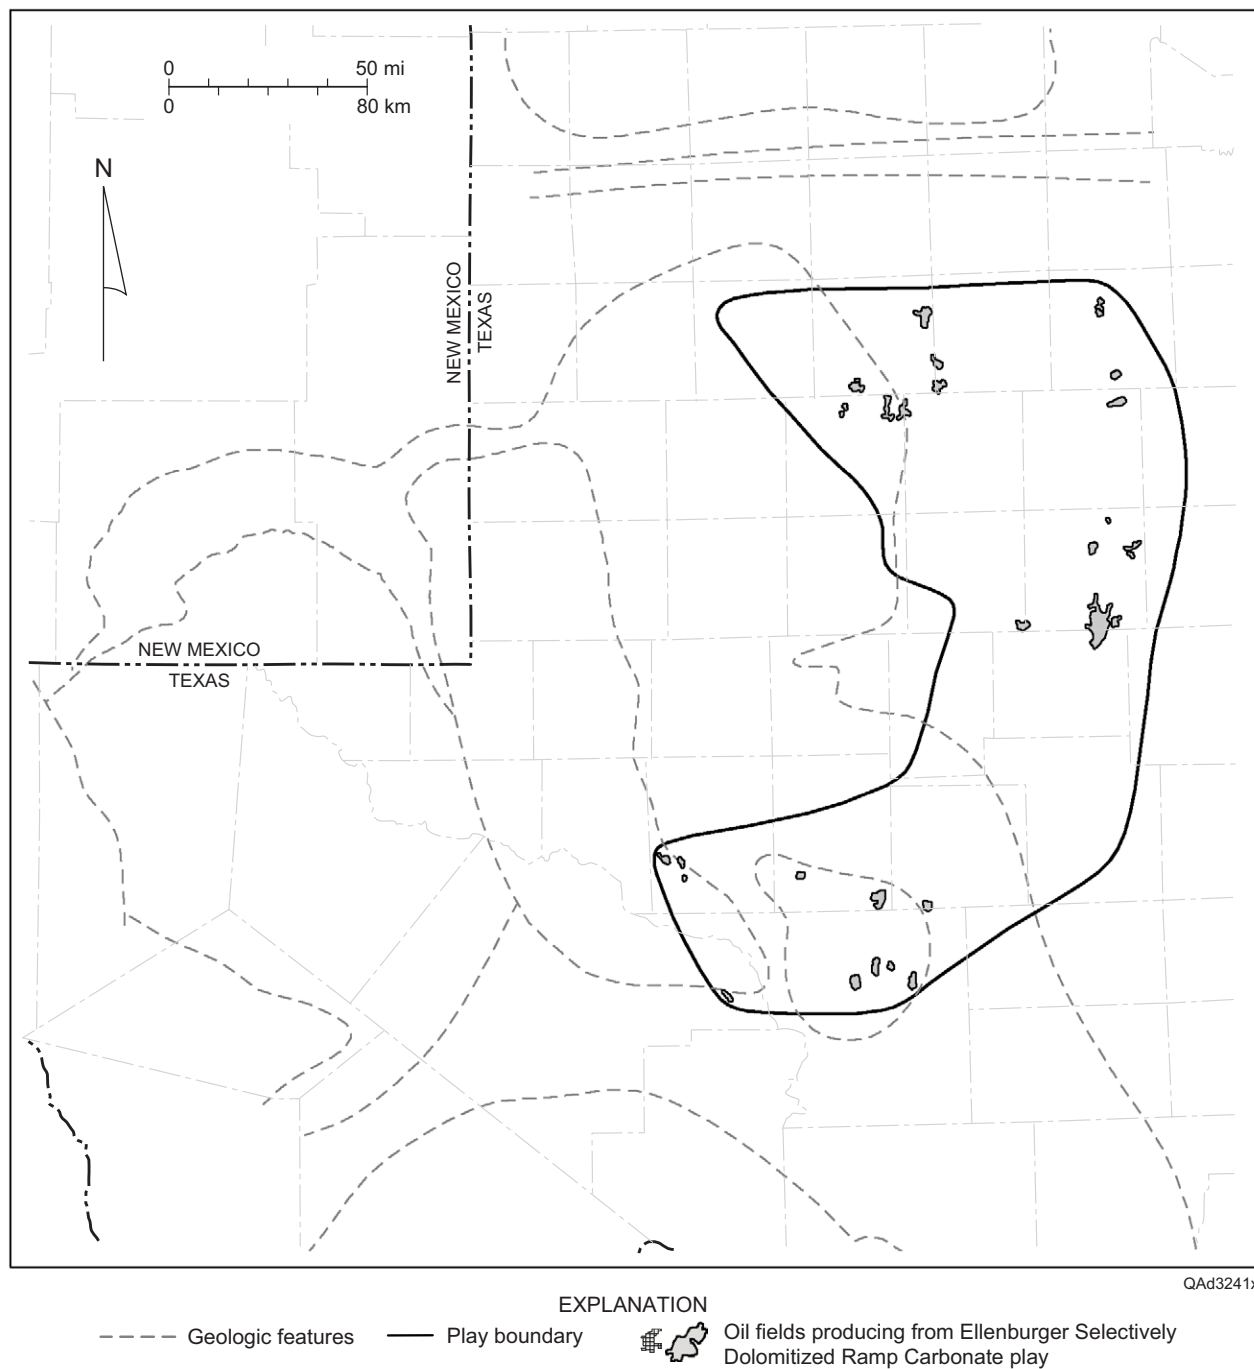 0 50 mi
0 80 km
N
NEW MEXICO
TEXAS
NEW MEXICO
TEXAS
QAd3241x
EXPLANATION
Geologic features
Play boundary
Oil fields producing from Ellenburger Selectively
Dolomitized Ramp Carbonate play